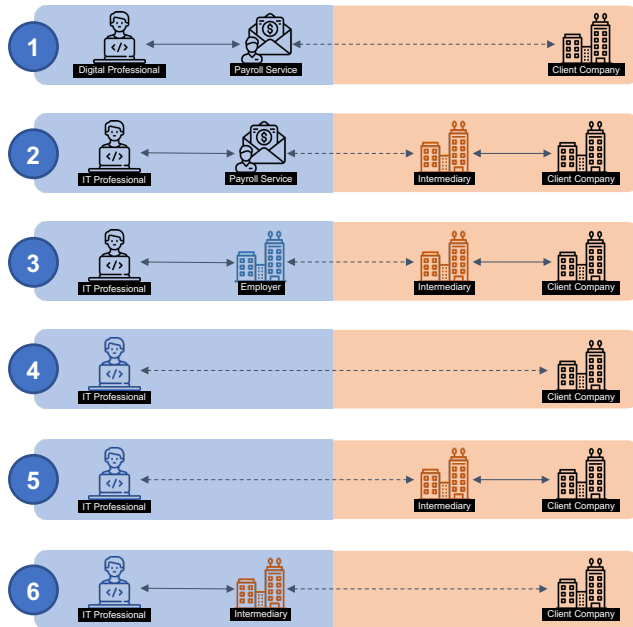 1
Digital Professional Payroll Service Client Company
2
IT Professional Payroll Service Intermediary Client Company
3
IT Professional Employer Intermediary Client Company
4
IT Professional Client Company
5
IT Professional Intermediary Client Company
6
IT Professional Intermediary Client Company